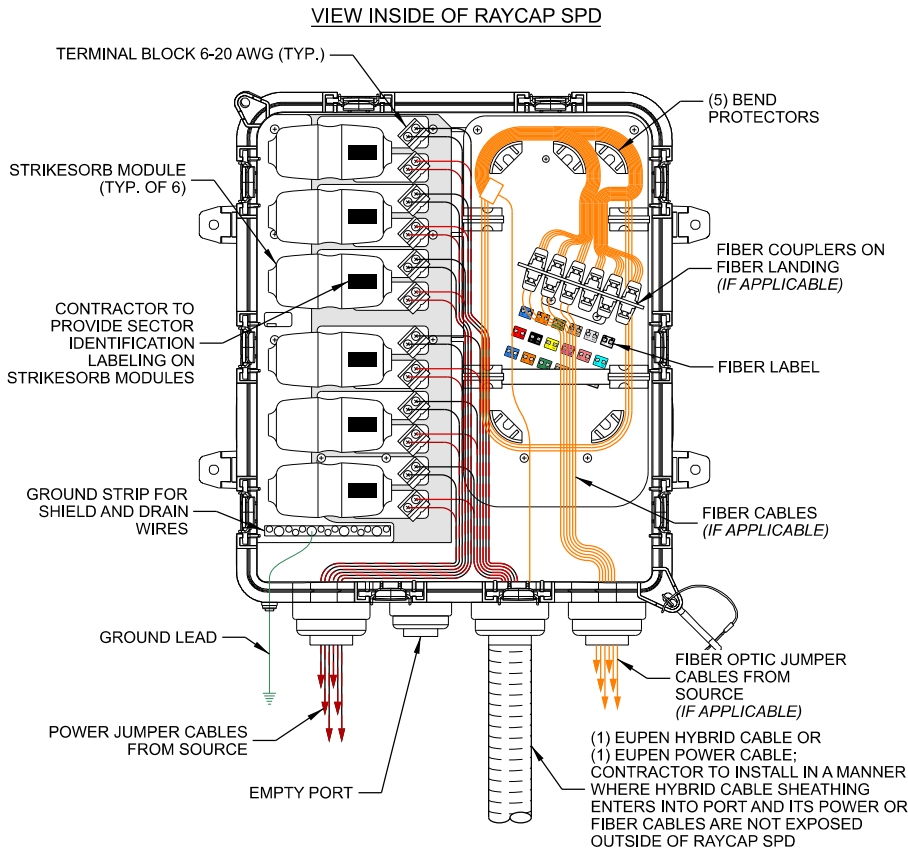 VIEW INSIDE OF RAYCAP SPD
TERMINAL BLOCK 6-20 AWG (TYP.)
(5) BEND
PROTECTORS
STRIKESORB MODULE
(TYP. OF 6)
FIBER COUPLERS ON
FIBER LANDING
(IF APPLICABLE)
CONTRACTOR TO
PROVIDE SECTOR
IDENTIFICATION
LABELING ON
STRIKESORB MODULES
FIBER LABEL
GROUND STRIP FOR
SHIELD AND DRAIN
WIRES
FIBER CABLES
(IF APPLICABLE)
GROUND LEAD
FIBER OPTIC JUMPER
CABLES FROM
SOURCE
(IF APPLICABLE)
POWER JUMPER CABLES
FROM SOURCE
EMPTY PORT
(1) EUPEN HYBRID CABLE OR
(1) EUPEN POWER CABLE;
CONTRACTOR TO INSTALL IN A MANNER
WHERE HYBRID CABLE SHEATHING
ENTERS INTO PORT AND ITS POWER OR
FIBER CABLES ARE NOT EXPOSED
OUTSIDE OF RAYCAP SPD